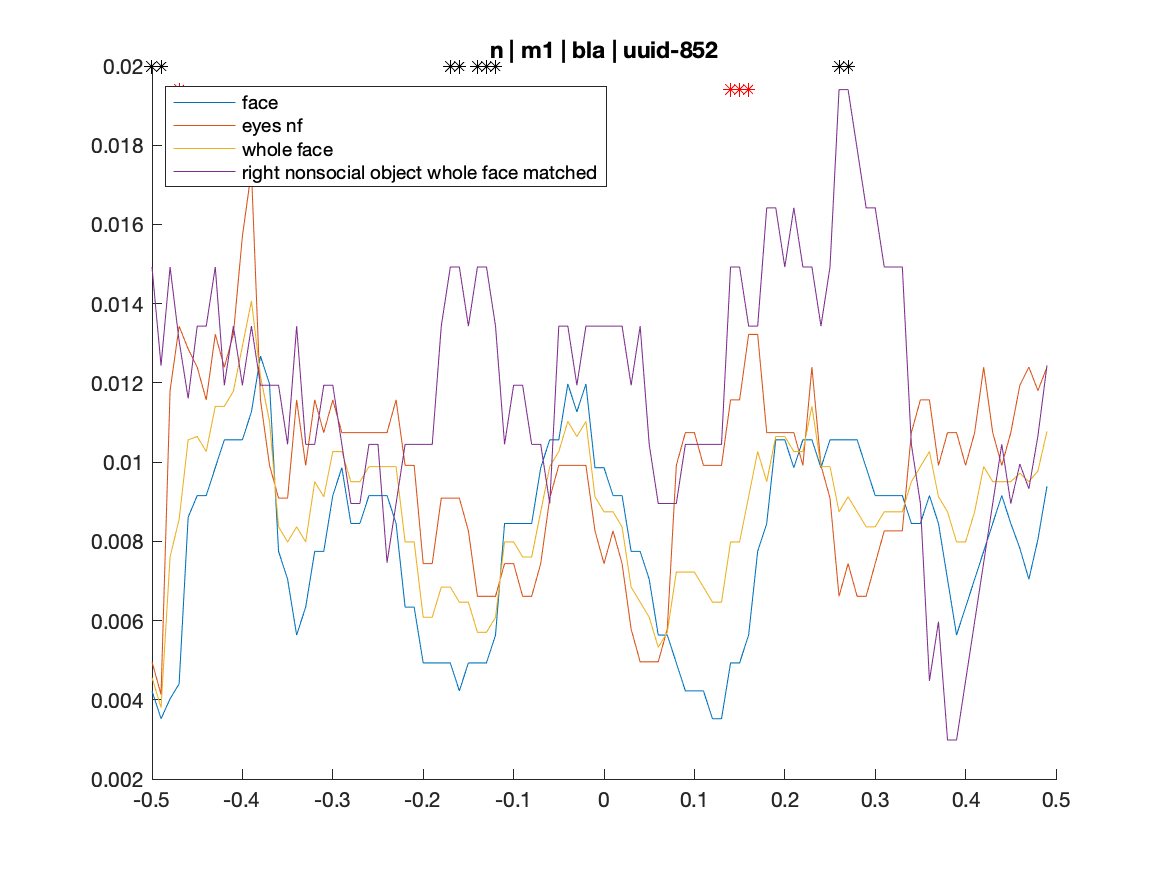 n | m1 | bla | uuid-852
0.02
0.018
0.016
0.014
0.012
0.01
0.008
0.006
0.004
0.002
face
eyes nf
whole face
right nonsocial object whole face matched
-0.5 -0.4 -0.3 -0.2 -0.1 0 0.1 0.2 0.3 0.4 0.5